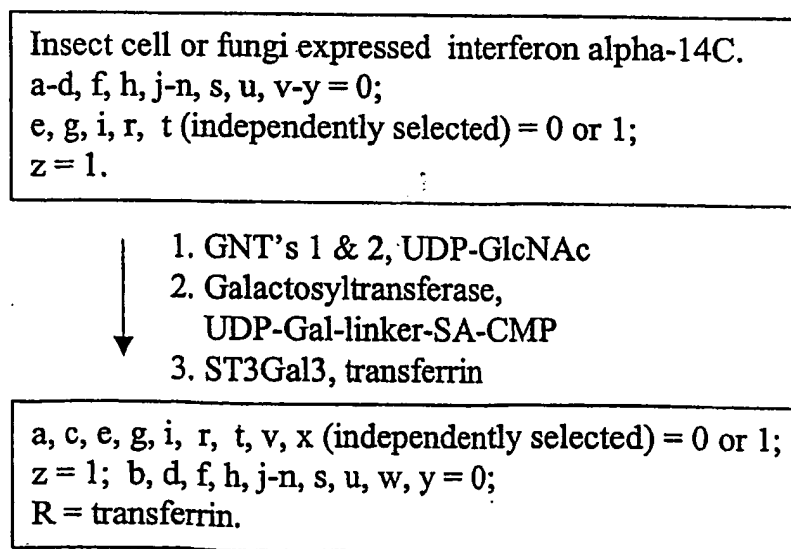 Insect cell or fungi expressed interferon alpha-14C.
a-d, f, h, j-n, s, u, v-y = 0;
e, g, i, r, t (independently selected) = 0 or 1;
z = 1.
1. GNT's 1 & 2, UDP-GlcNAc
2. Galactosyltransferase,
UDP-Gal-linker-SA-CMP
3. ST3Gal3, transferrin
a, c, e, g, i, r, t, v, x (independently selected) = 0 or 1;
z = 1; b, d, f, h, j-n, s, u, w, y = 0;
R = transferrin.